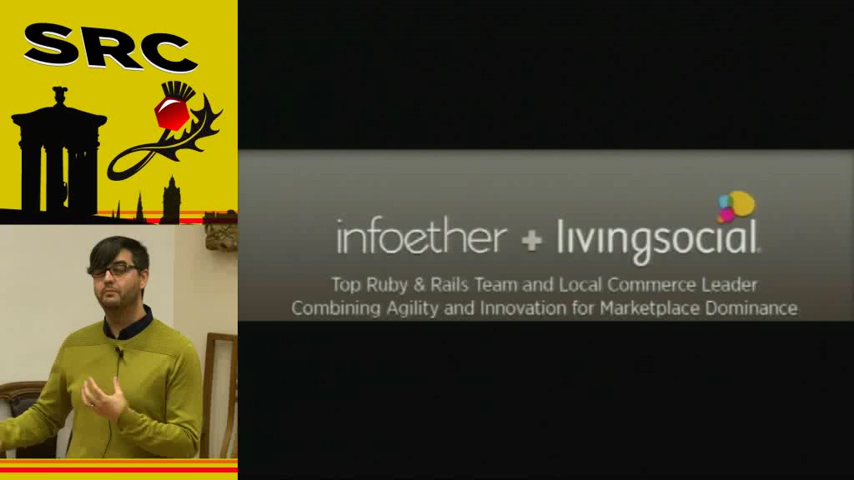 SRC
infoether + livingsocial.
Top Ruby & Rails Team and Local Commerce Leader
Combining Agility and Innovation for Marketplace Dominance